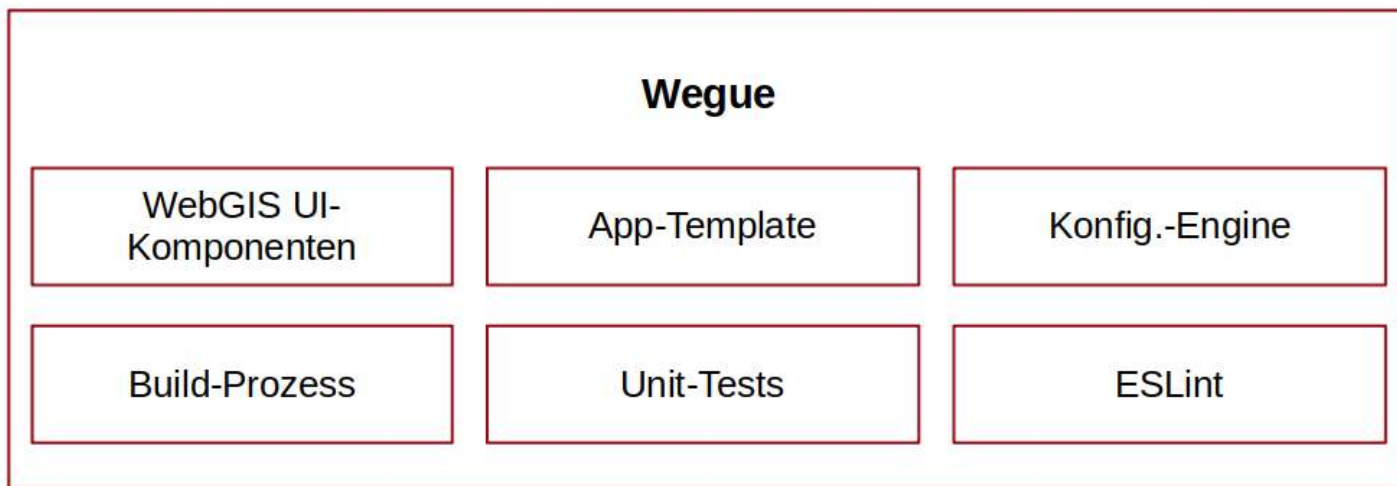 Wegue
WebGIS UI-
Komponenten
App-Template
Konfig.-Engine
Build-Prozess
Unit-Tests
ESLint